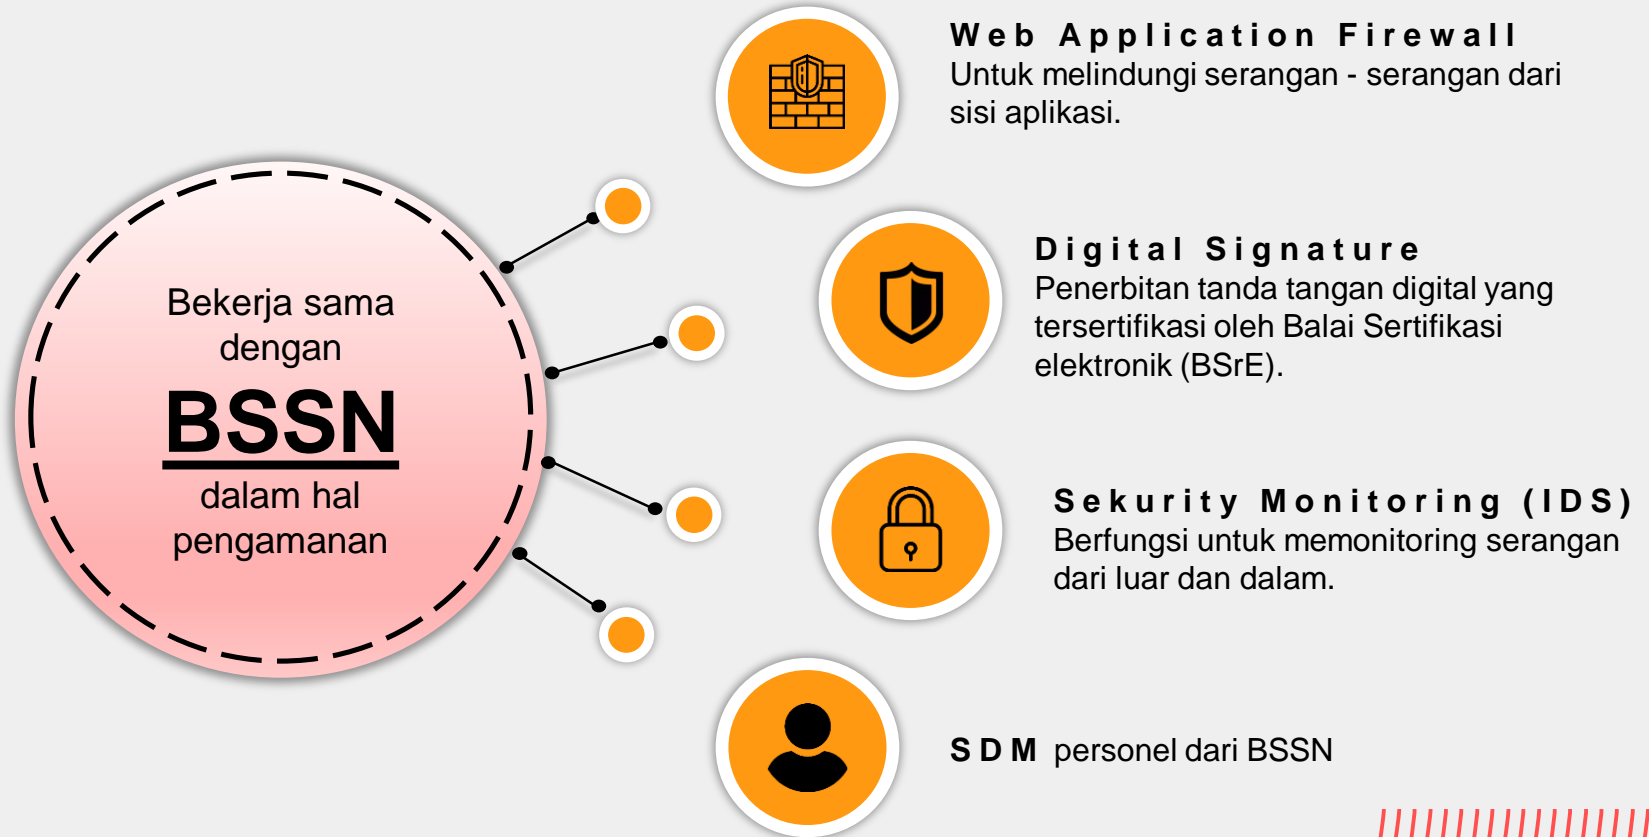 Bekerja sama
dengan
BSSN
dalam hal
pengamanan
Web Application Firewall
Untuk melindungi serangan - serangan dari
sisi aplikasi.
Digital Signature
Penerbitan tanda tangan digital yang
tersertifikasi oleh Balai Sertifikasi
elektronik (BSrE).
Sekurity Monitoring (IDS)
Berfungsi untuk memonitoring serangan
dari luar dan dalam.
SDM personel dari BSSN